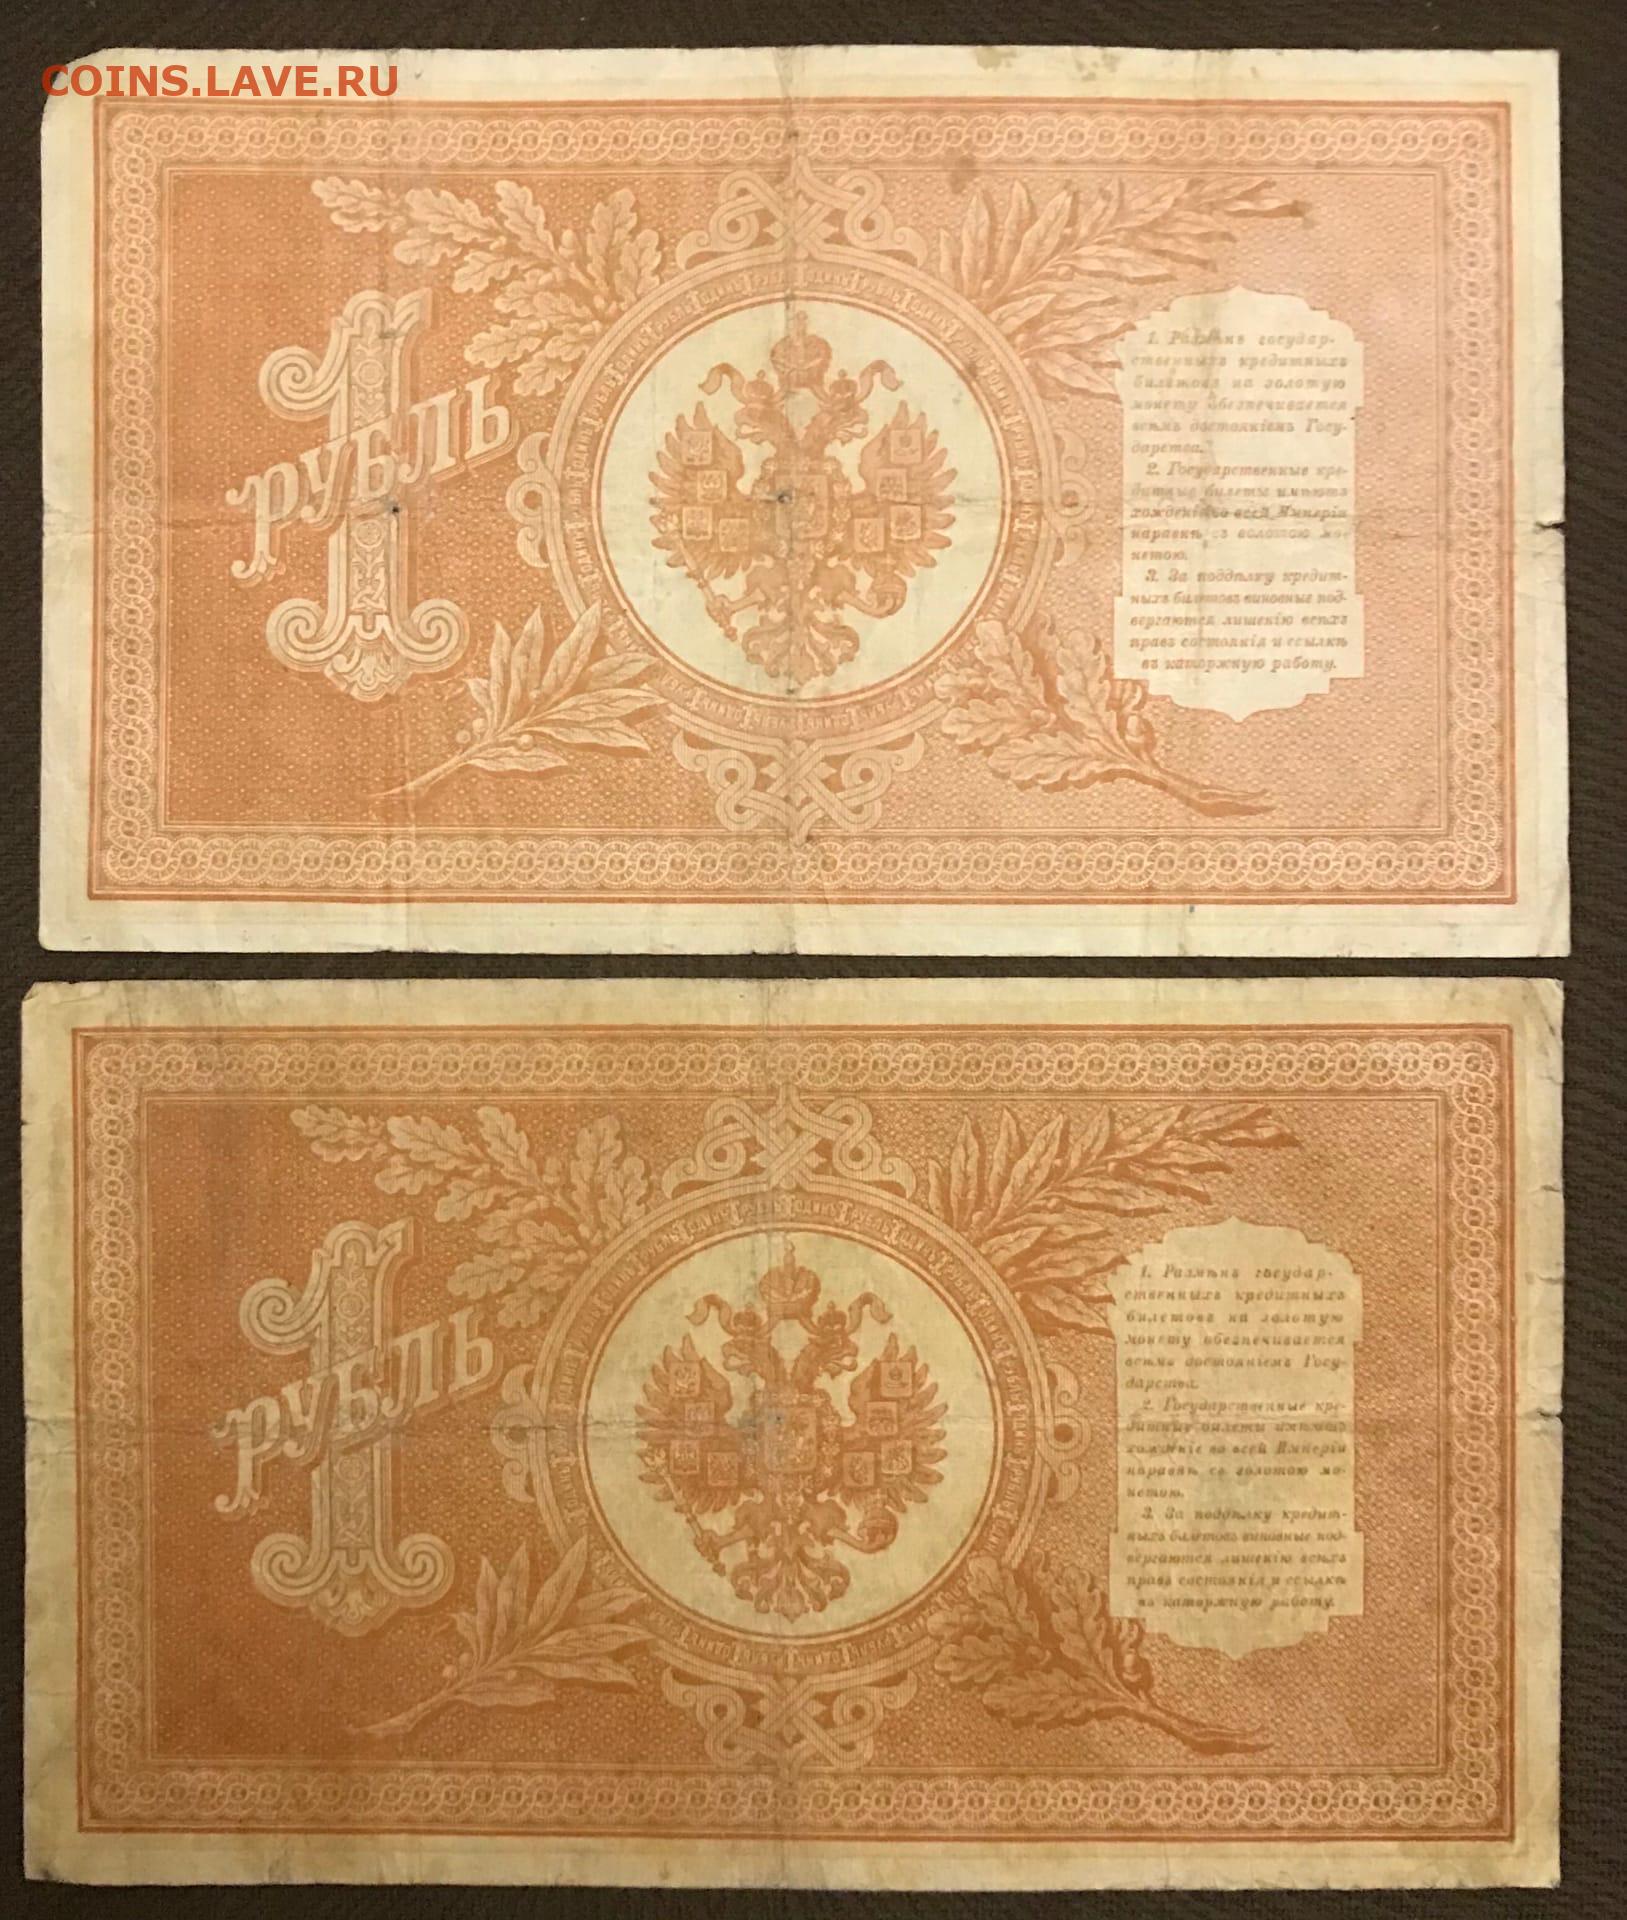 COINS.LAVE.RU
1
РУБЛЬ
1. Размѣнъ государ-
ственныхъ кредитныхъ
билетовъ на золотую
монету обезпечивается
всѣмъ достояніемъ Госу-
дарства.
2. Государственные кре-
дитные билеты имѣютъ
хожденіе во всей Имперіи
наравнѣ съ золотою мо-
нетою.
3. За поддѣлку кредит-
ныхъ билетовъ виновные под-
вергаются лишенію всѣхъ
правъ состоянія и ссылкѣ
въ каторжную работу.
1
РУБЛЬ
1. Размѣнъ государ-
ственныхъ кредитныхъ
билетовъ на золотую
монету обезпечивается
всѣмъ достояніемъ Госу-
дарства.
2. Государственные кре-
дитные билеты имѣютъ
хожденіе во всей Имперіи
наравнѣ съ золотою мо-
нетою.
3. За поддѣлку кредит-
ныхъ билетовъ виновные под-
вергаются лишенію всѣхъ
правъ состоянія и ссылкѣ
въ каторжную работу.